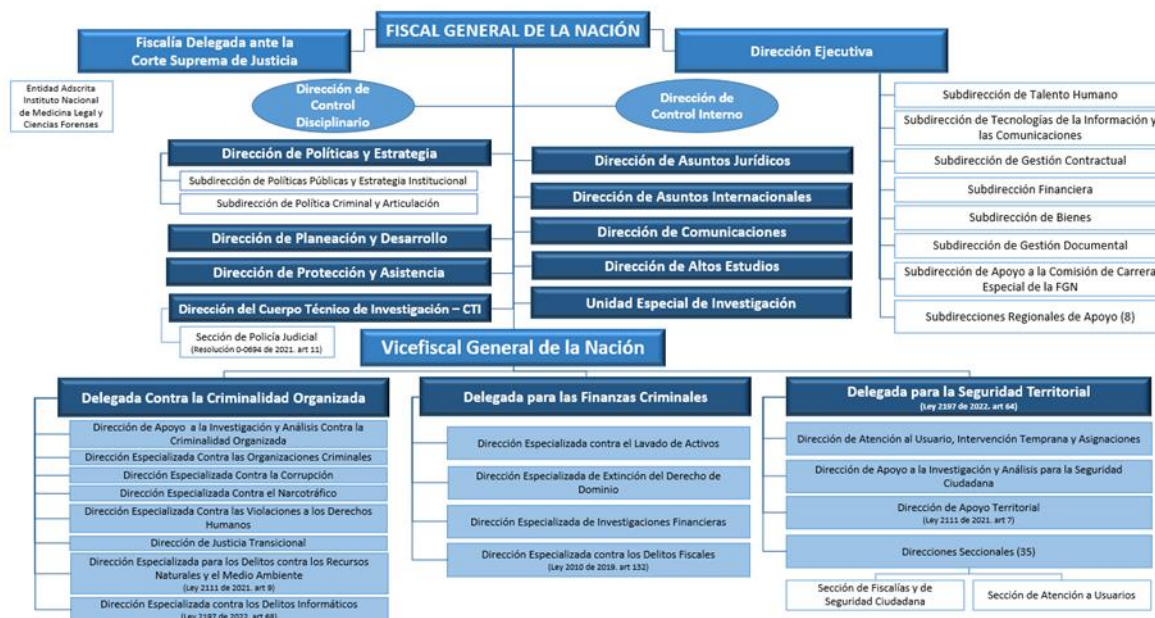 FISCAL GENERAL DE LA NACIÓN
Fiscalía Delegada ante la
Corte Suprema de Justicia
Dirección Ejecutiva
Entidad Adscrita
Instituto Nacional
de Medicina Legal y
Ciencias Forenses
Dirección de
Control
Disciplinario
Dirección de
Control Interno
Subdirección de Talento Humano
Subdirección de Tecnologías de la Información y
las Comunicaciones
Subdirección de Gestión Contractual
Subdirección Financiera
Subdirección de Bienes
Subdirección de Gestión Documental
Subdirección de Apoyo a la Comisión de Carrera
Especial de la FGN
Subdirecciones Regionales de Apoyo (8)
Dirección de Políticas y Estrategia
Subdirección de Políticas Públicas y Estrategia Institucional
Subdirección de Política Criminal y Articulación
Dirección de Planeación y Desarrollo
Dirección de Protección y Asistencia
Dirección del Cuerpo Técnico de Investigación – CTI
Sección de Policía Judicial
(Resolución 0-0694 de 2021. art 11)
Dirección de Asuntos Jurídicos
Dirección de Asuntos Internacionales
Dirección de Comunicaciones
Dirección de Altos Estudios
Unidad Especial de Investigación
Vicefiscal General de la Nación
Delegada Contra la Criminalidad Organizada
Dirección de Apoyo a la Investigación y Análisis Contra la
Criminalidad Organizada
Dirección Especializada Contra las Organizaciones Criminales
Dirección Especializada Contra la Corrupción
Dirección Especializada Contra el Narcotráfico
Dirección Especializada Contra las Violaciones a los Derechos
Humanos
Dirección de Justicia Transicional
Dirección Especializada para los Delitos contra los Recursos
Naturales y el Medio Ambiente
(Ley 2111 de 2021. art 9)
Dirección Especializada contra los Delitos Informáticos
(Ley 2197 de 2022. art 68)
Delegada para las Finanzas Criminales
Dirección Especializada contra el Lavado de Activos
Dirección Especializada de Extinción del Derecho de
Dominio
Dirección Especializada de Investigaciones Financieras
Dirección Especializada contra los Delitos Fiscales
(Ley 2010 de 2019. art 132)
Delegada para la Seguridad Territorial
(Ley 2197 de 2022. art 64)
Dirección de Atención al Usuario, Intervención Temprana y Asignaciones
Dirección de Apoyo a la Investigación y Análisis para la Seguridad
Ciudadana
Dirección de Apoyo Territorial
(Ley 2111 de 2021. art 7)
Direcciones Seccionales (35)
Sección de Fiscalías y de
Seguridad Ciudadana
Sección de Atención a Usuarios